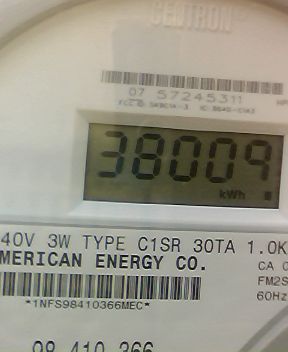 CENTRON
07 57245311
38009
kWh
40V 3W TYPE C1SR 30TA 1.0K
MERICAN ENERGY CO.
CA 0
FM2S
60Hz
*1NFS98410366MEC*
98 410 366